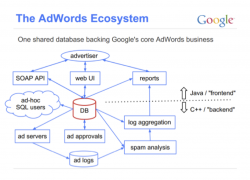 The AdWords Ecosystem
Google
One shared database backing Google's core AdWords business
advertiser
SOAP API
web UI
reports
ad-hoc
SQL users
Java / "frontend"
DB
C++ / "backend"
log aggregation
ad servers
ad approvals
spam analysis
ad logs